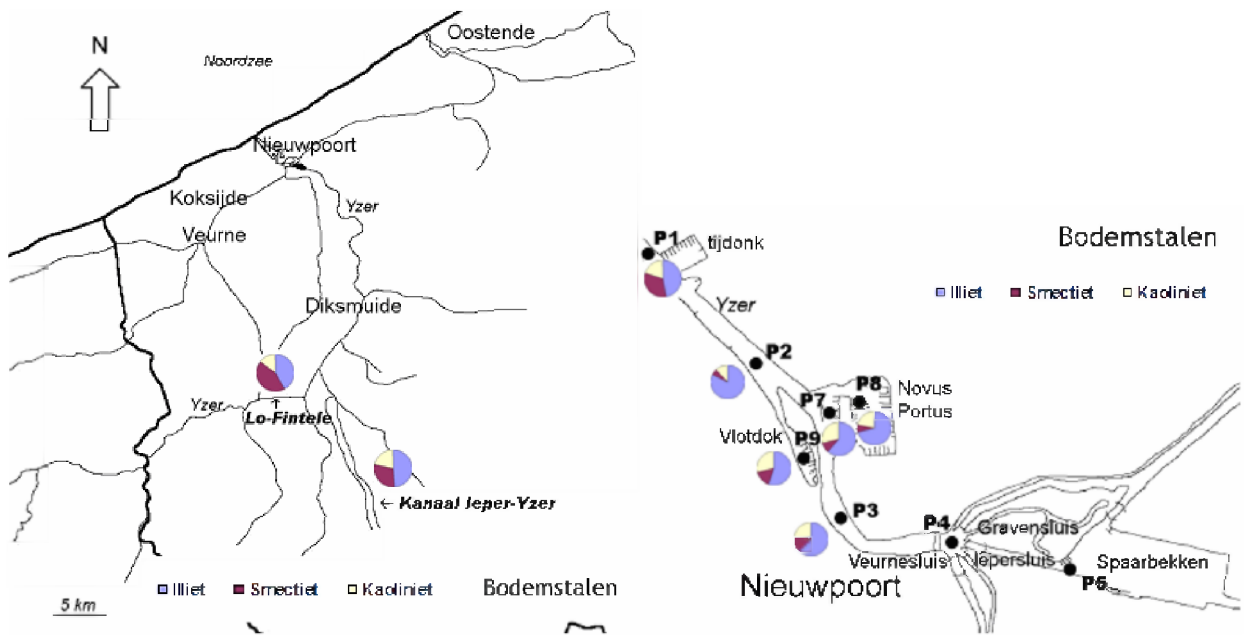 Oostende
N
Noordzee
Nieuwpoort
Koksijde
Yzer
Veurne
Diksmuide
Yzer
Lo-Fintele
← Kanaal Ieper-Yzer
Illiet Smectiet Kaoliniet
Bodemstalen
5 km
P1
tijdonk
Bodemstalen
Illiet Smectiet Kaoliniet
Yzer
P2
P8
Novus
Portus
P7
Vlotdok
P9
P3
P4
Gravensluis
Veurnesluis
Iepersluis
Spaarbekken
P5
Nieuwpoort